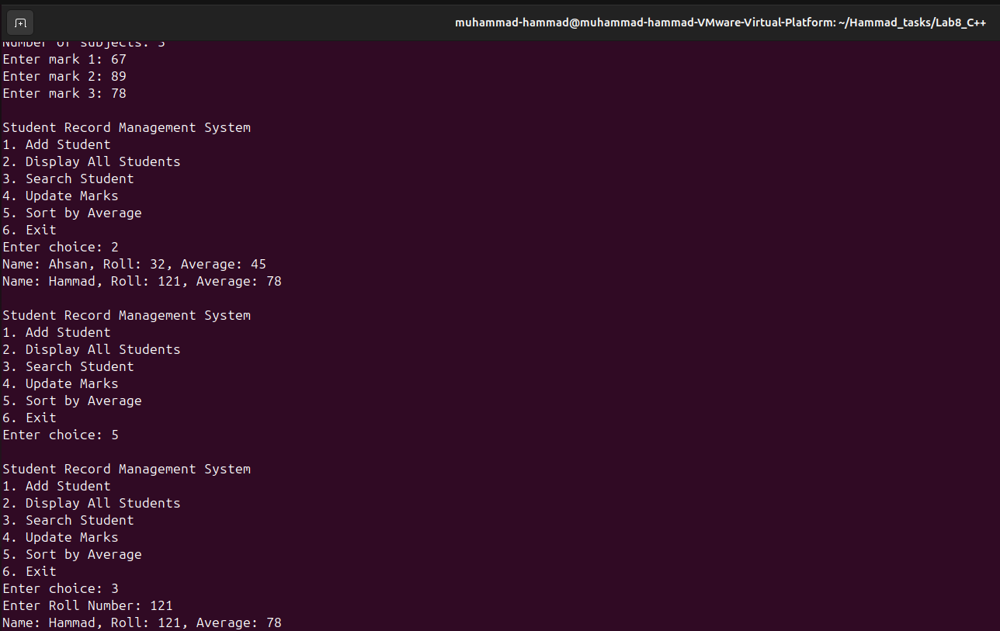 muhammad-hammad@muhammad-hammad-VMware-Virtual-Platform: ~/Hammad_tasks/Lab8_C++
Number of subjects: 3
Enter mark 1: 67
Enter mark 2: 89
Enter mark 3: 78
Student Record Management System
1. Add Student
2. Display All Students
3. Search Student
4. Update Marks
5. Sort by Average
6. Exit
Enter choice: 2
Name: Ahsan, Roll: 32, Average: 45
Name: Hammad, Roll: 121, Average: 78
Student Record Management System
1. Add Student
2. Display All Students
3. Search Student
4. Update Marks
5. Sort by Average
6. Exit
Enter choice: 5
Student Record Management System
1. Add Student
2. Display All Students
3. Search Student
4. Update Marks
5. Sort by Average
6. Exit
Enter choice: 3
Enter Roll Number: 121
Name: Hammad, Roll: 121, Average: 78